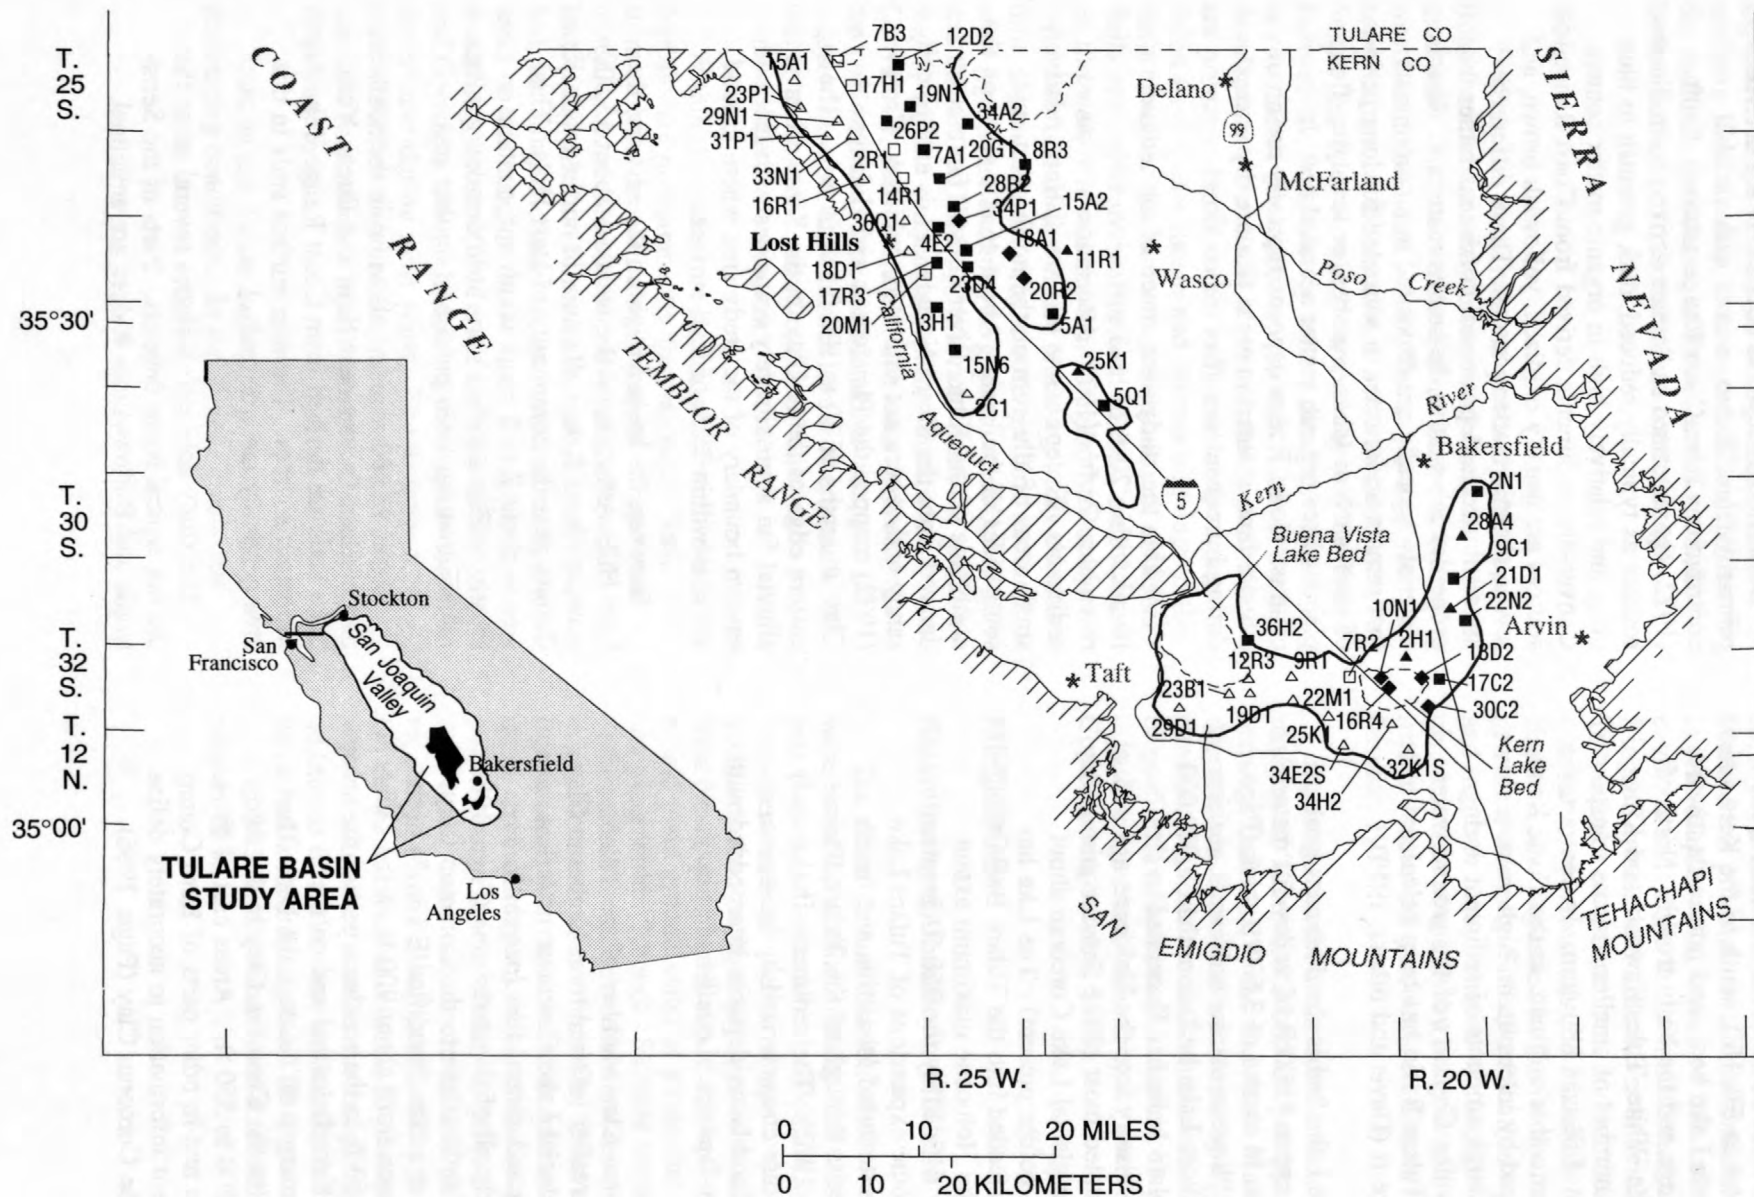 T.
25
S.
COAST
RANGE
15A1
7B3
12D2
TULARE CO
KERN CO
SIERRA
NEVADA
23P1
17H1
19N1
34A2
29N1
31P1
26P2
20G1
8R3
Delano
99
McFarland
33N1
2R1
7A1
28R2
15A2
16R1
14R1
34P1
36Q1
Lost Hills
4E2
18A1
11R1
Wasco
Poso
Creek
18D1
17R3
23D4
20R2
20M1
3H1
5A1
35°30'
California
Aqueduct
TEMBLOR
RANGE
15N6
25K1
5Q1
2C1
River
Bakersfield
Kern
5
T.
30
S.
2N1
28A4
9C1
Buena Vista
Lake Bed
21D1
22N2
Arvin
10N1
2H1
T.
32
S.
36H2
7R2
18D2
12R3
9R1
17C2
Taft
23B1
22M1
30C2
29D1
19D1
16R4
25K1
T.
12
N.
34E2S
32K1S
34H2
Kern
Lake
Bed
35°00'
Stockton
San
Francisco
San Joaquin
Valley
Bakersfield
TULARE BASIN
STUDY AREA
Los
Angeles
SAN
EMIGDIO
MOUNTAINS
TEHACHAPI
MOUNTAINS
R. 25 W.
R. 20 W.
0 10 20 MILES
0 10 20 KILOMETERS